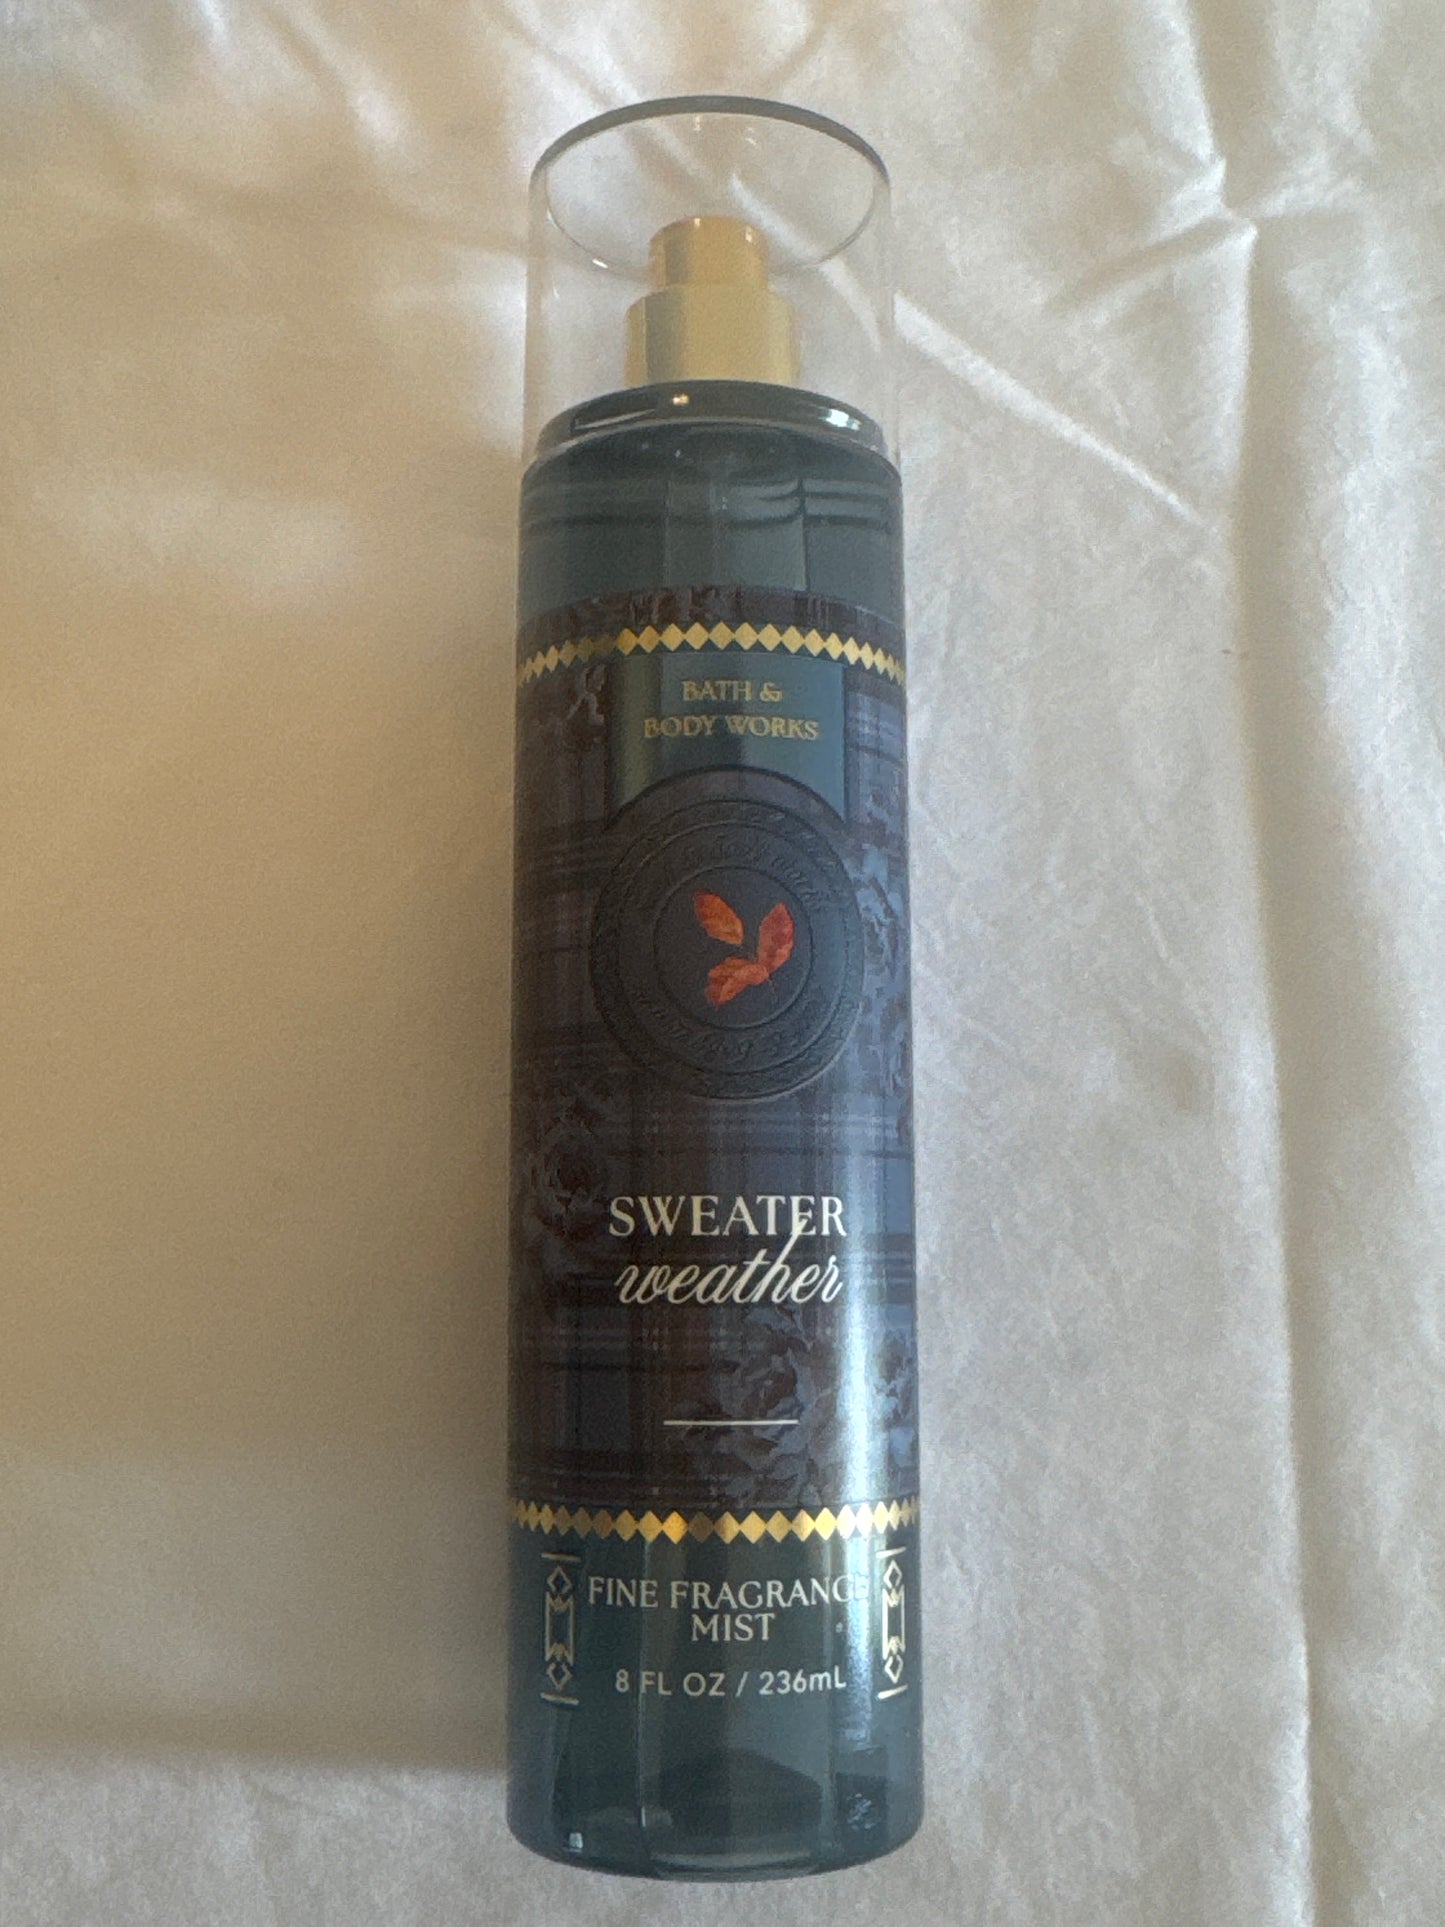 BATH &
BODY WORKS
SWEATER
weather
FINE FRAGRANCE
MIST
8 FL OZ / 236mL